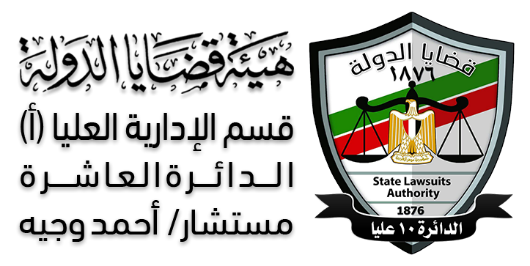 هيئة قضايا الدولة
قسم الإدارية العليا (أ)
الدائرة العاشرة
مستشار/ أحمد وجيه
قضايا الدولة
١٨٧٦
State Lawsuits
Authority
1876
الدائرة ١٠ عليا